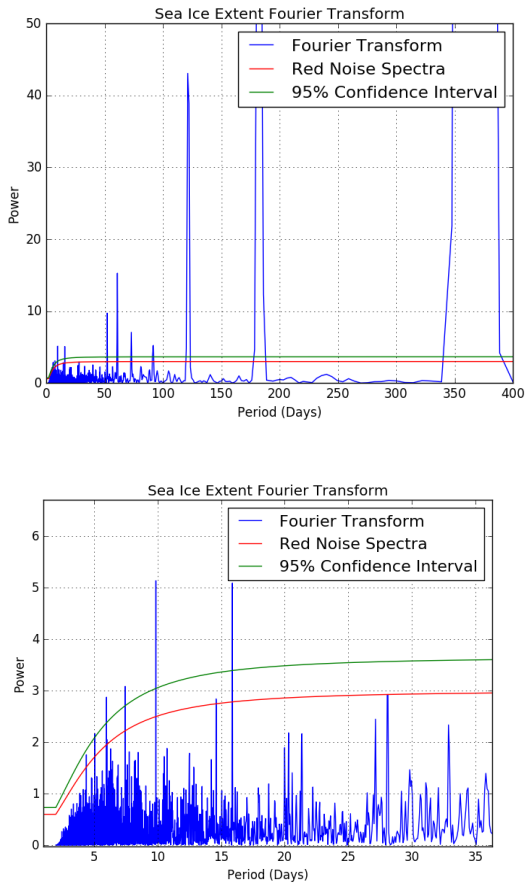 Sea Ice Extent Fourier Transform
50
40
30
20
10
0
Power
Fourier Transform
Red Noise Spectra
95% Confidence Interval
0 50 100 150 200 250 300 350 400
Period (Days)
Sea Ice Extent Fourier Transform
6
5
4
3
2
1
0
Power
Fourier Transform
Red Noise Spectra
95% Confidence Interval
5 10 15 20 25 30 35
Period (Days)